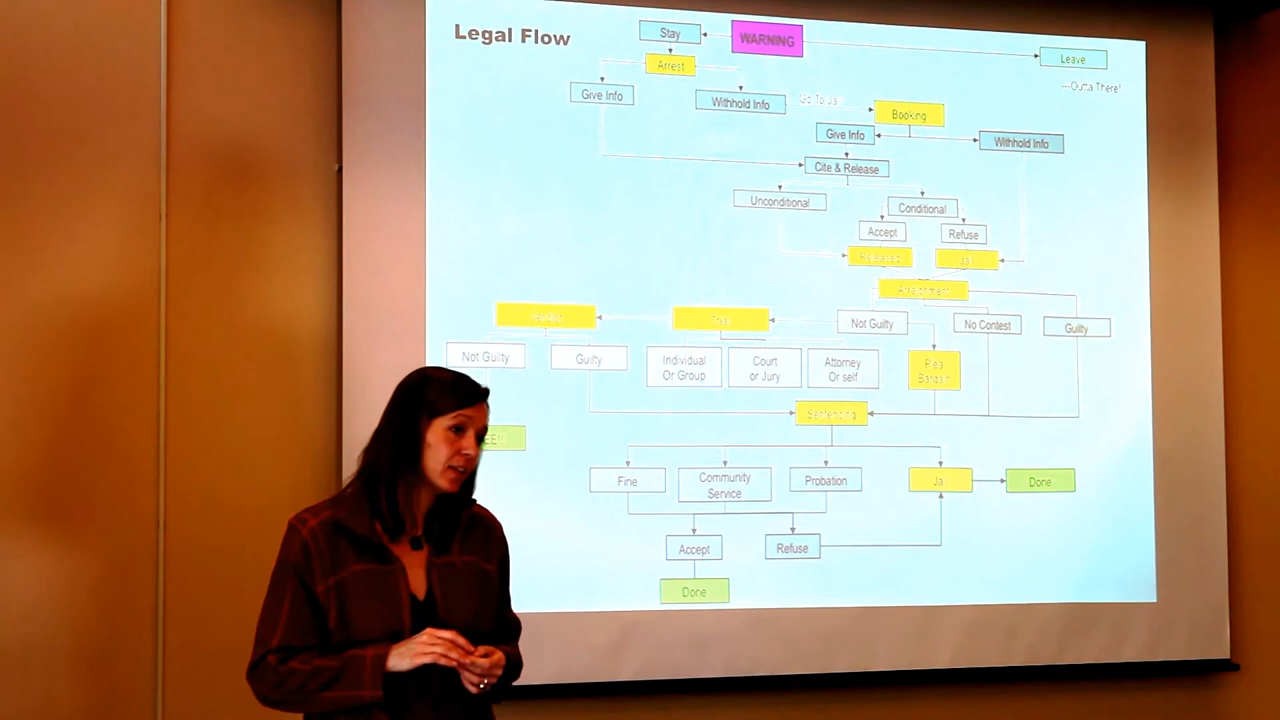 Legal Flow
Stay
WARNING
Leave
---Outta There!
Arrest
Give Info
Withhold Info
Go To Jail
Booking
Give Info
Withhold Info
Cite & Release
Unconditional
Conditional
Accept
Refuse
Released
Jail
Arraignment
Trial
Not Guilty
No Contest
Guilty
Not Guilty
Guilty
Individual
Or Group
Court
or Jury
Attorney
Or self
Plea
Bargain
Sentencing
Fine
Community
Service
Probation
Jail
Done
Accept
Refuse
Done